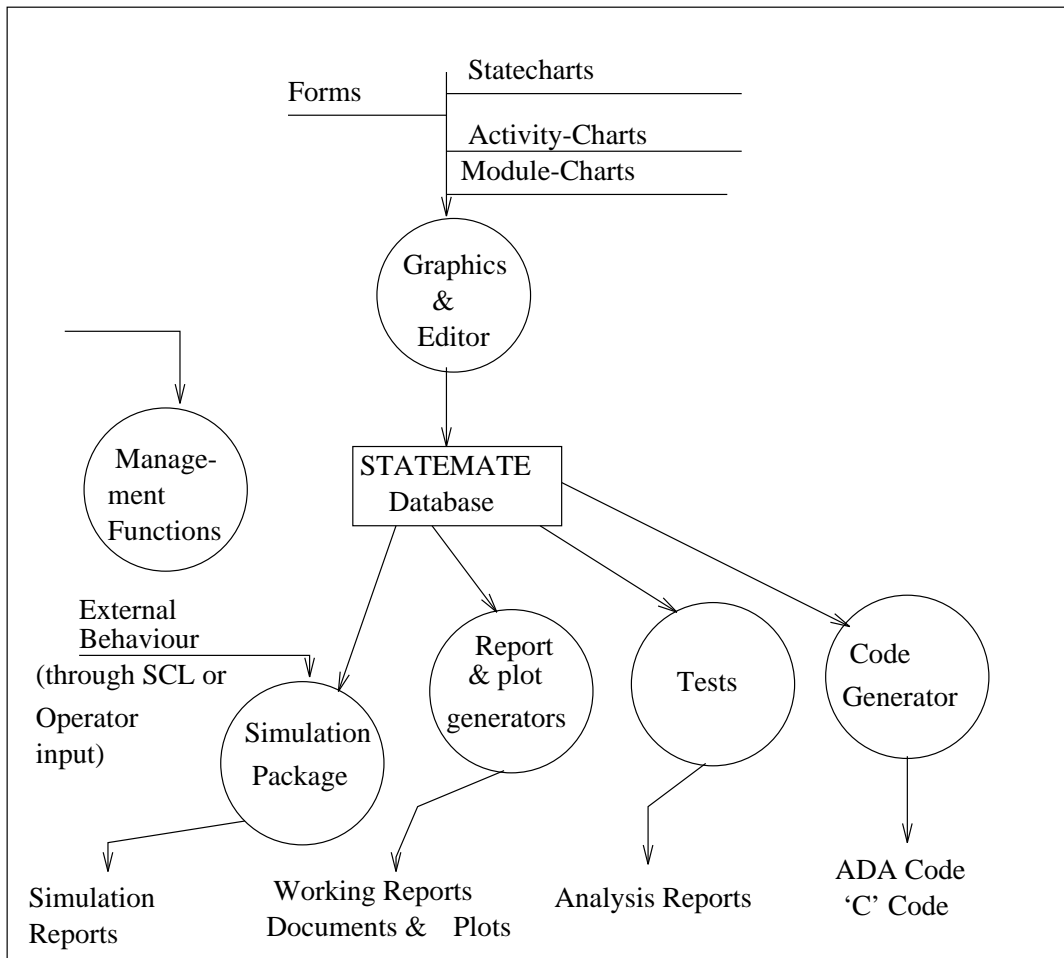 Statecharts
Forms
Activity-Charts
Module-Charts
Graphics
&
Editor
Manage-
ment
Functions
STATEMATE
Database
External
Behaviour
(through SCL or
Operator
input)
Simulation
Package
Report
& plot
generators
Tests
Code
Generator
Simulation
Reports
Working Reports
Documents & Plots
Analysis Reports
ADA Code
‘C’ Code